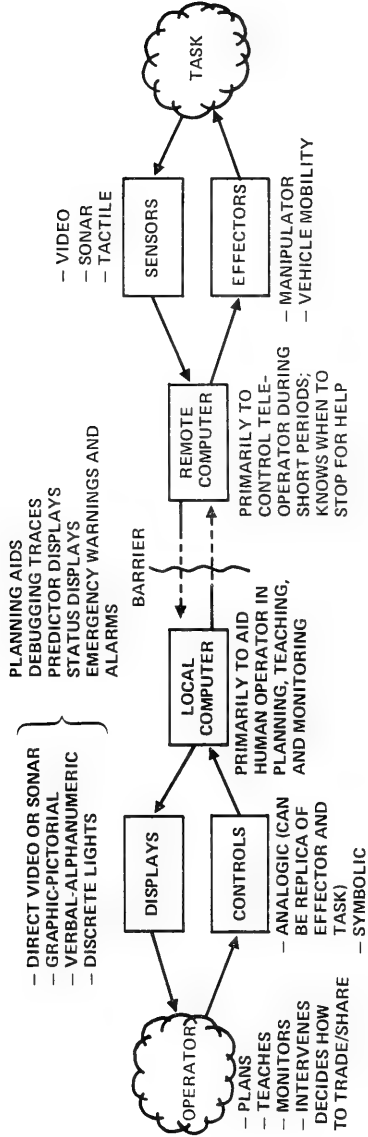 – DIRECT VIDEO OR SONAR
– GRAPHIC-PICTORIAL
– VERBAL-ALPHANUMERIC
– DISCRETE LIGHTS
PLANNING AIDS
DEBUGGING TRACES
PREDICTOR DISPLAYS
STATUS DISPLAYS
EMERGENCY WARNINGS AND
ALARMS
– VIDEO
– SONAR
– TACTILE
OPERATOR
DISPLAYS
CONTROLS
LOCAL
COMPUTER
BARRIER
REMOTE
COMPUTER
SENSORS
EFFECTORS
TASK
– PLANS
– TEACHES
– MONITORS
– INTERVENES
DECIDES HOW
TO TRADE/SHARE
– ANALOGIC (CAN
BE REPLICA OF
EFFECTOR AND
TASK)
– SYMBOLIC
PRIMARILY TO AID
HUMAN OPERATOR IN
PLANNING, TEACHING,
AND MONITORING
PRIMARILY TO
CONTROL TELE-
OPERATOR DURING
SHORT PERIODS;
KNOWS WHEN TO
STOP FOR HELP
– MANIPULATOR
– VEHICLE MOBILITY